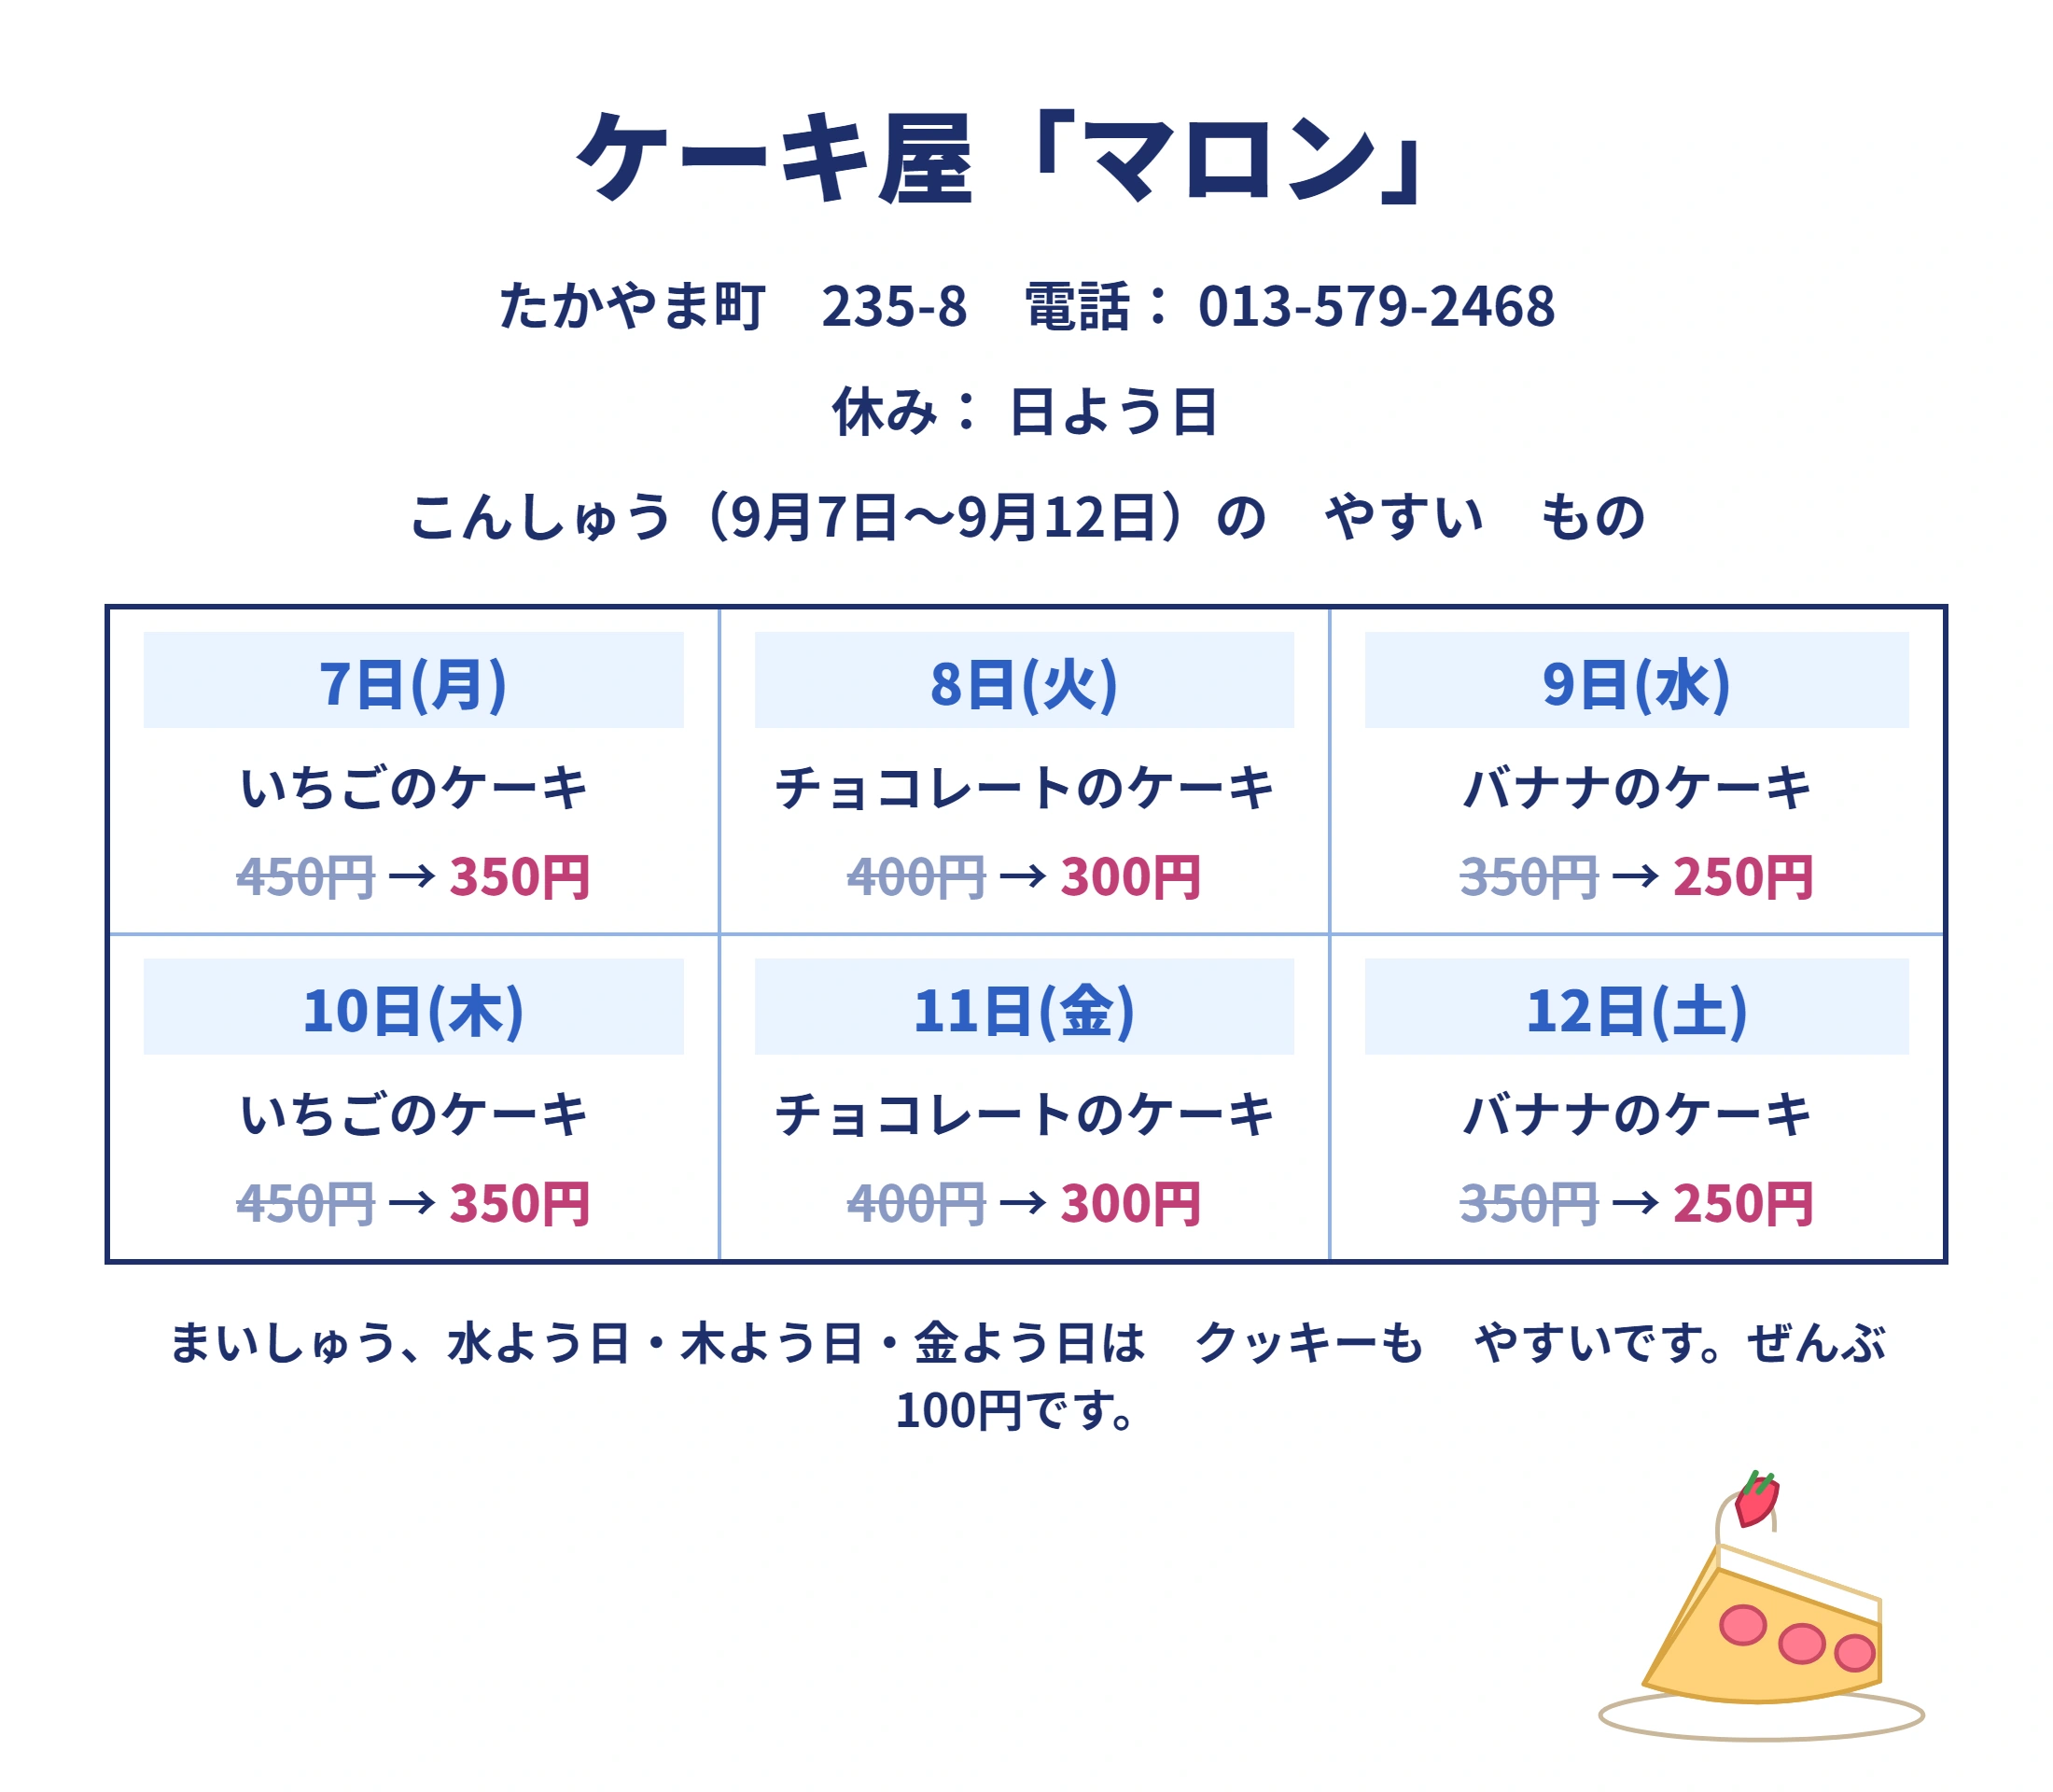 ケーキ屋「マロン」
たかやま町　235-8　電話：013-579-2468
休み：日よう日
こんしゅう（9月7日～9月12日）の　やすい　もの
7日(月)
いちごのケーキ
450円→350円
8日(火)
チョコレートのケーキ
400円→300円
9日(水)
バナナのケーキ
350円→250円
10日(木)
いちごのケーキ
450円→350円
11日(金)
チョコレートのケーキ
400円→300円
12日(土)
バナナのケーキ
350円→250円
まいしゅう、水よう日・木よう日・金よう日は　クッキーも　やすいです。ぜんぶ
100円です。